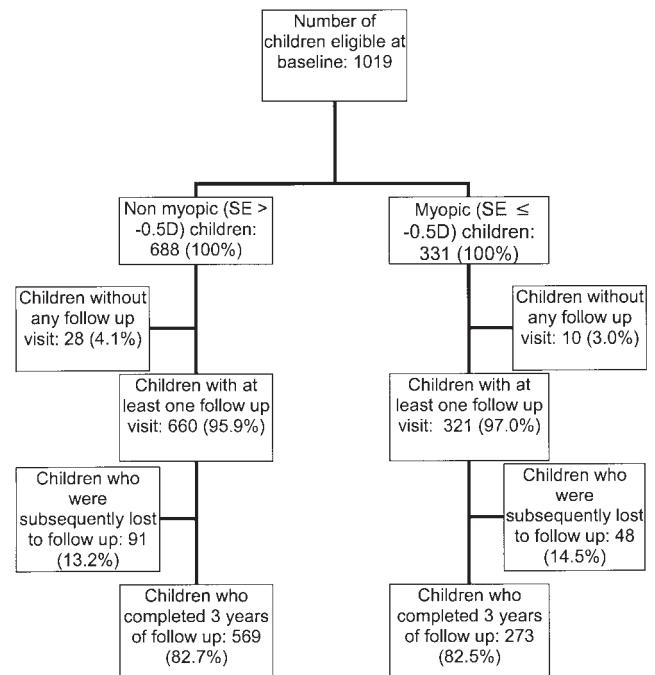 Number of
children eligible at
baseline: 1019
Non myopic (SE >
-0.5D) children:
688 (100%)
Myopic (SE ≤
-0.5D) children:
331 (100%)
Children without
any follow up
visit: 28 (4.1%)
Children without
any follow up
visit: 10 (3.0%)
Children with at
least one follow up
visit: 660 (95.9%)
Children with at
least one follow up
visit: 321 (97.0%)
Children who
were
subsequently lost
to follow up: 91
(13.2%)
Children who
were
subsequently lost
to follow up: 48
(14.5%)
Children who
completed 3 years
of follow up: 569
(82.7%)
Children who
completed 3 years
of follow up: 273
(82.5%)